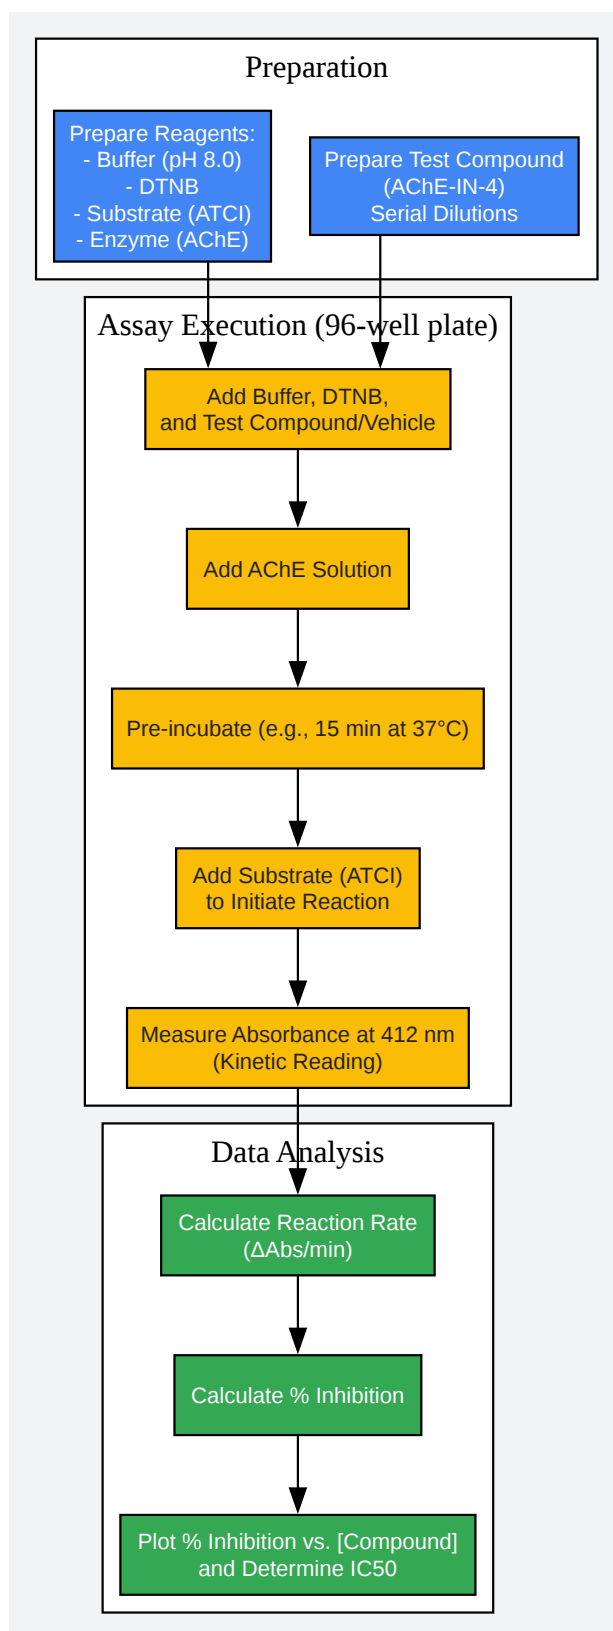 Preparation
Prepare Reagents:
- Buffer (pH 8.0)
- DTNB
- Substrate (ATCI)
- Enzyme (AChE)
Prepare Test Compound
(AChE-IN-4)
Serial Dilutions
Assay Execution (96-well plate)
Add Buffer, DTNB,
and Test Compound/Vehicle
Add AChE Solution
Pre-incubate (e.g., 15 min at 37°C)
Add Substrate (ATCI)
to Initiate Reaction
Measure Absorbance at 412 nm
(Kinetic Reading)
Data Analysis
Calculate Reaction Rate
(ΔAbs/min)
Calculate % Inhibition
Plot % Inhibition vs. [Compound]
and Determine IC50